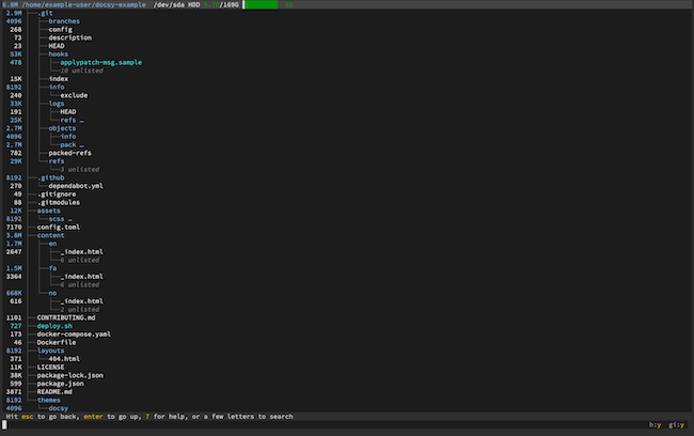 6.8M /home/example-user/docsy-example /dev/sda HDD /169G
2.9M .git
4096 branches
268 config
73 description
23 HEAD
53K hooks
478 applypatch-msg.sample
10 unlisted
15K index
8192 info
240 exclude
33K logs
191 HEAD
25K refs …
2.7M objects
4096 info
2.7M pack …
782 packed-refs
29K refs
3 unlisted
8192 .github
270 dependabot.yml
49 .gitignore
88 .gitmodules
12K assets
8192 scss …
7170 config.toml
3.8M content
1.7M en
2647 _index.html
6 unlisted
1.5M fa
3364 _index.html
6 unlisted
668K no
616 _index.html
2 unlisted
1101 CONTRIBUTING.md
727 deploy.sh
173 docker-compose.yaml
46 Dockerfile
8192 layouts
371 404.html
11K LICENSE
38K package-lock.json
599 package.json
3871 README.md
8192 themes
4096 docsy
Hit esc to go back, enter to go up, ? for help, or a few letters to search
h:y gi:y